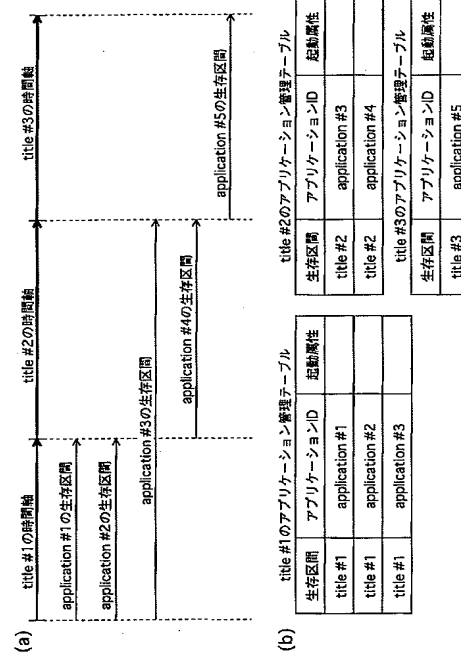 (a)
title #1の時間軸
title #2の時間軸
title #3の時間軸
application #1の生存区間
application #2の生存区間
application #3の生存区間
application #4の生存区間
application #5の生存区間
(b)
title #1のアプリケーション管理テーブル
生存区間 アプリケーションID 起動属性
title #1 application #1
title #1 application #2
title #1 application #3
title #2のアプリケーション管理テーブル
生存区間 アプリケーションID 起動属性
title #2 application #3
title #2 application #4
title #3のアプリケーション管理テーブル
生存区間 アプリケーションID 起動属性
title #3 application #5